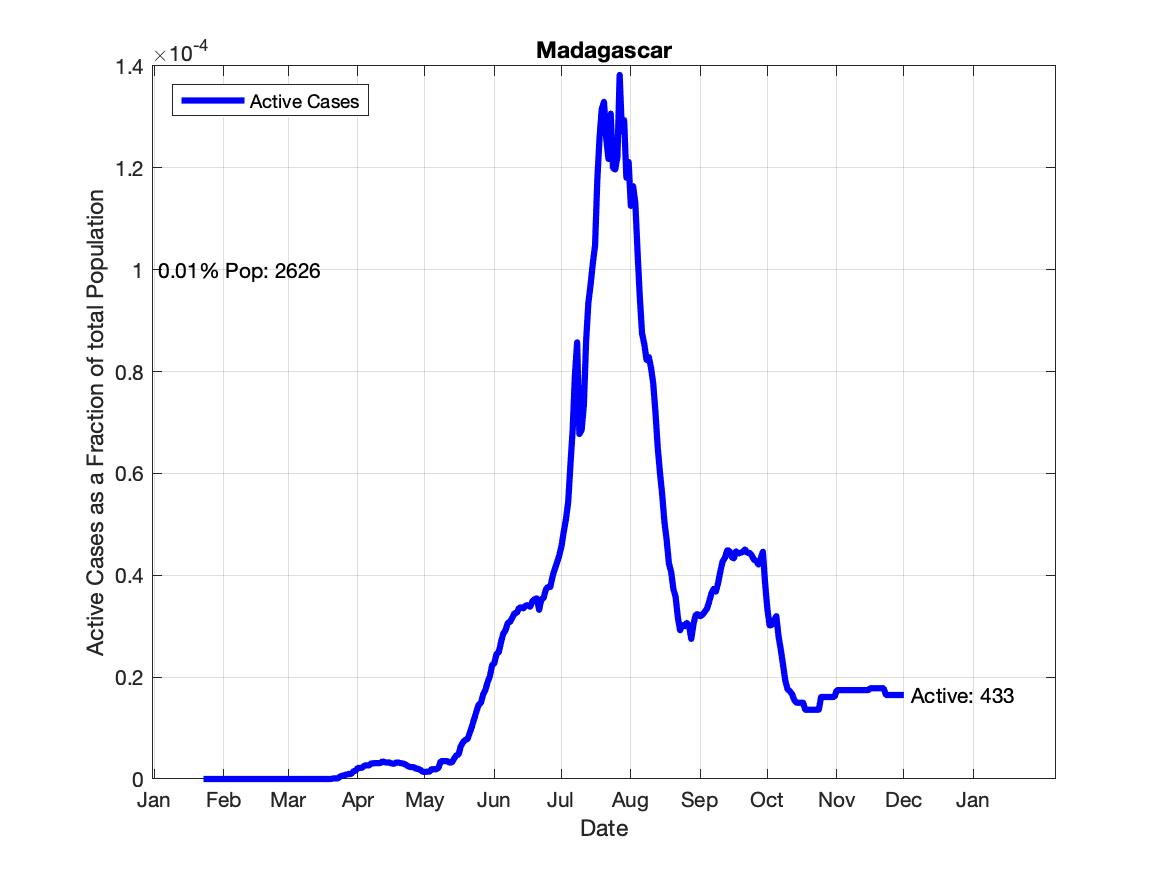 Madagascar
×10-4
1.4
1.2
1
0.8
0.6
0.4
0.2
0
Active Cases as a Fraction of total Population
Active Cases
0.01% Pop: 2626
Active: 433
Jan Feb Mar Apr May Jun Jul Aug Sep Oct Nov Dec Jan
Date